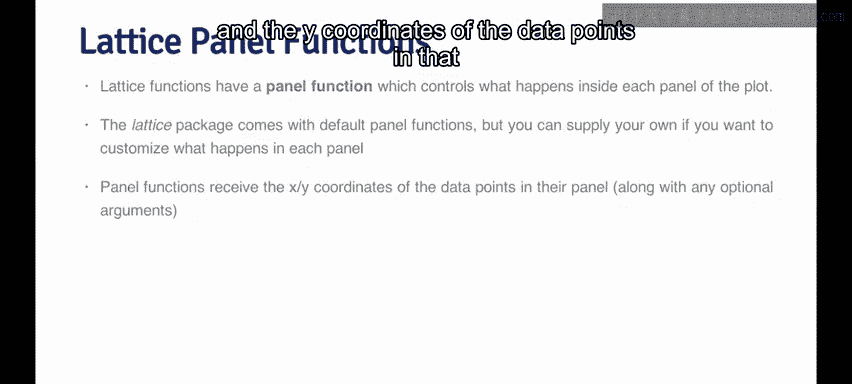 and the y coordinates of the data points
in that
Lattice Panel Functions
· Lattice functions have a panel function which controls what happens inside each panel of the plot.
· The lattice package comes with default panel functions, but you can supply your own if you want to
customize what happens in each panel
· Panel functions receive the x/y coordinates of the data points in their panel (along with any optional
arguments)